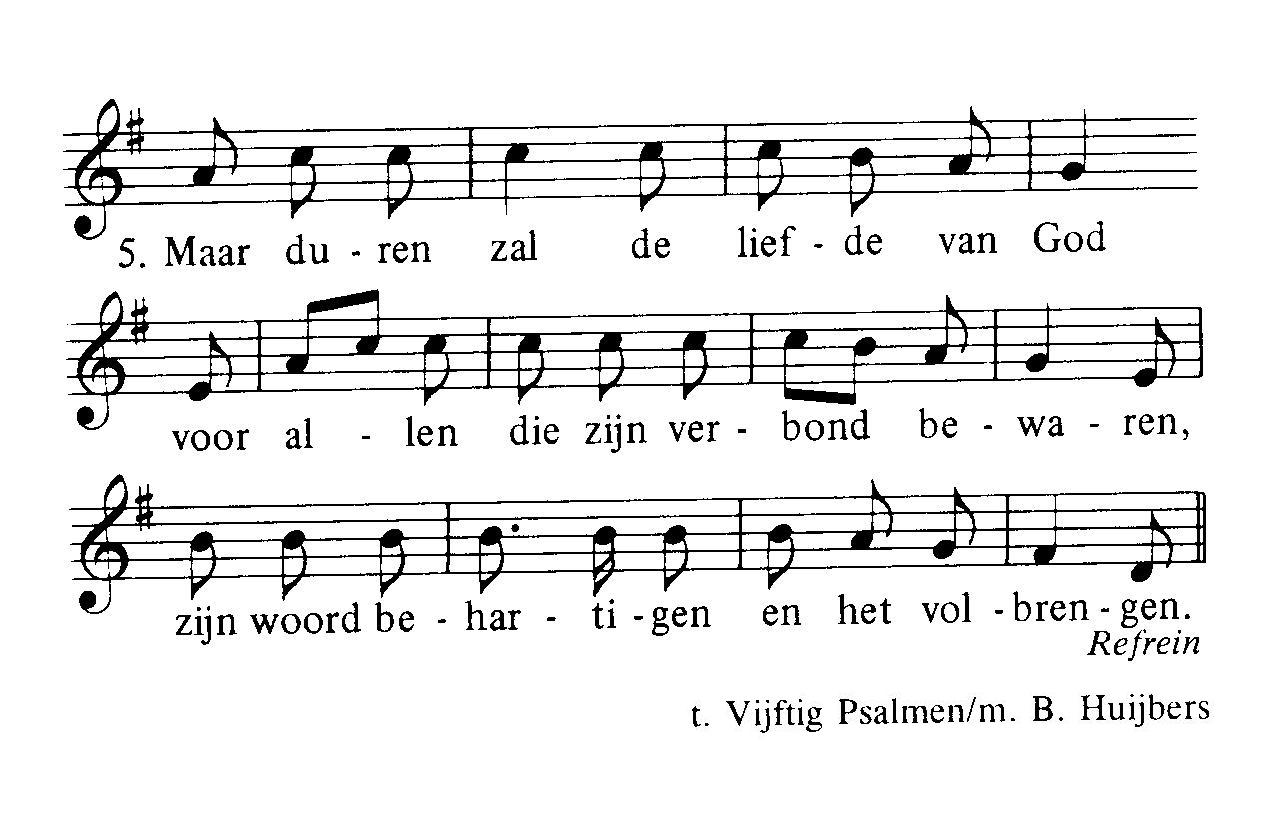 5. Maar du - ren zal de lief - de van God
voor al - len die zijn ver - bond be - wa - ren,
zijn woord be - har - ti - gen en het vol - bren - gen.
Refrein
t. Vijftig Psalmen/m. B. Huijbers